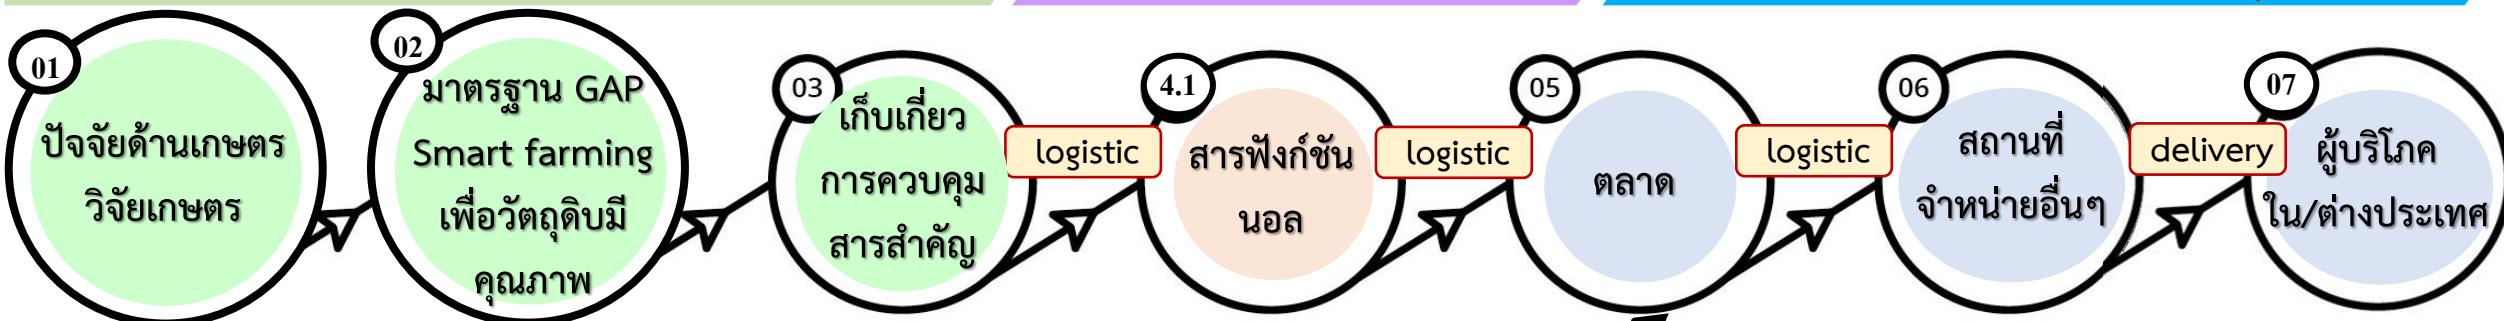 01
ปัจจัยด้านเกษตร
วิจัยเกษตร
02
มาตรฐาน GAP
Smart farming
เพื่อวัตถุดิบมี
คุณภาพ
03
เก็บเกี่ยว
การควบคุม
สารสำคัญ
logistic
4.1
สารฟังก์ชัน
นอล
logistic
05
ตลาด
logistic
06
สถานที่
จำหน่ายอื่นๆ
delivery
07
ผู้บริโภค
ใน/ต่างประเทศ